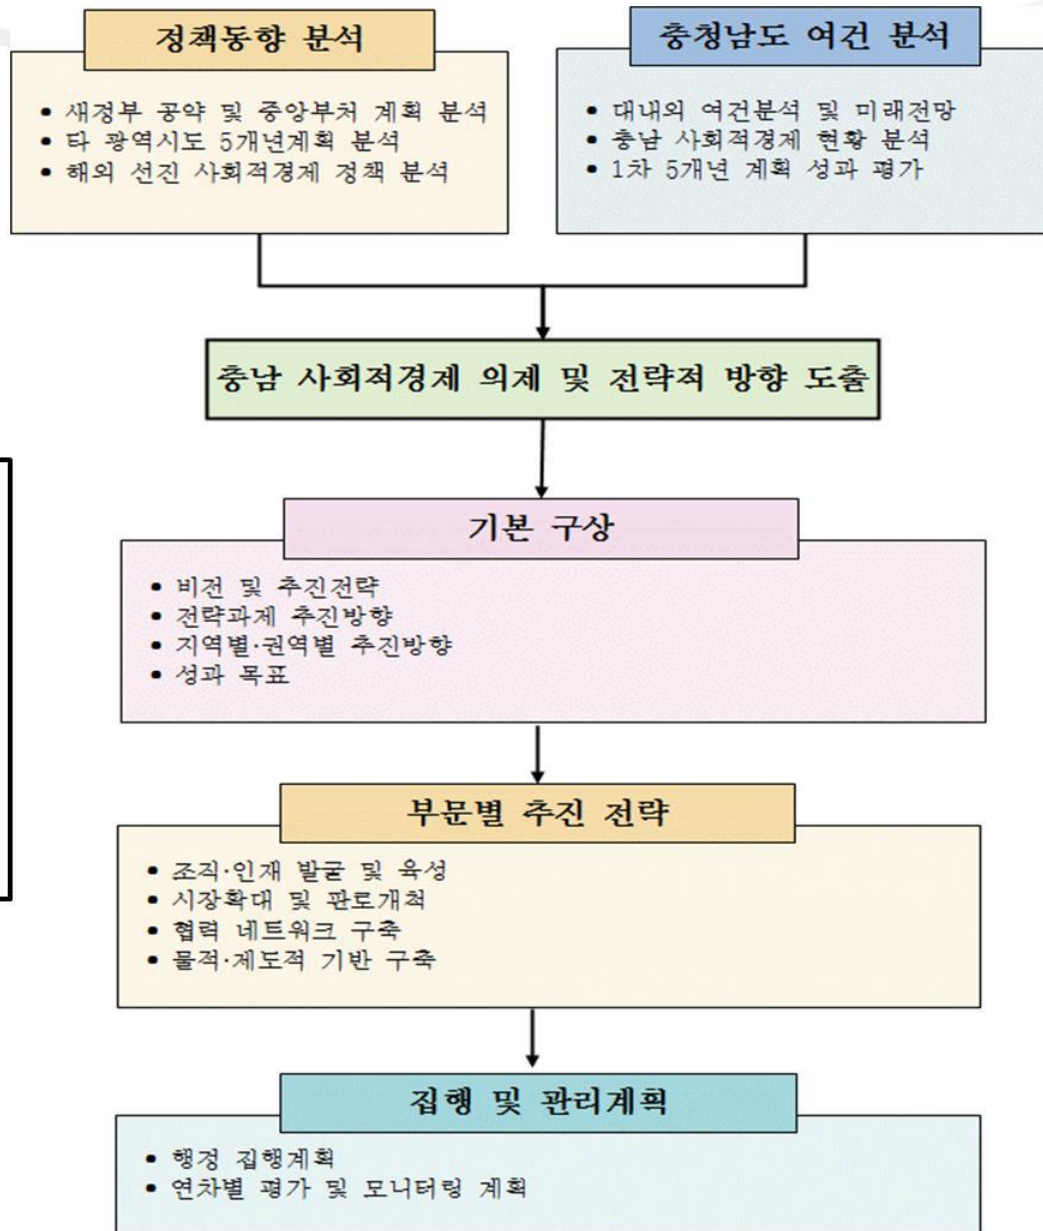 정책동향 분석
• 새정부 공약 및 중앙부처 계획 분석
• 타 광역시도 5개년계획 분석
• 해외 선진 사회적경제 정책 분석
충청남도 여건 분석
• 대내외 여건분석 및 미래전망
• 충남 사회적경제 현황 분석
• 1차 5개년 계획 성과 평가
충남 사회적경제 의제 및 전략적 방향 도출
기본 구상
• 비전 및 추진전략
• 전략과제 추진방향
• 지역별·권역별 추진방향
• 성과 목표
부문별 추진 전략
• 조직·인재 발굴 및 육성
• 시장확대 및 판로개척
• 협력 네트워크 구축
• 물적·제도적 기반 구축
집행 및 관리계획
• 행정 집행계획
• 연차별 평가 및 모니터링 계획